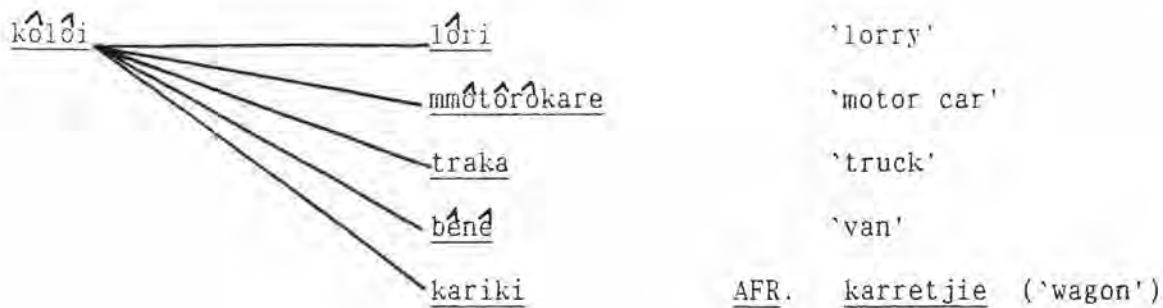 kôlôi lôri `lorry'
mmôtôrôkare `motor car'
traka `truck'
bênê `van'
kariki AFR. karretjie (`wagon')